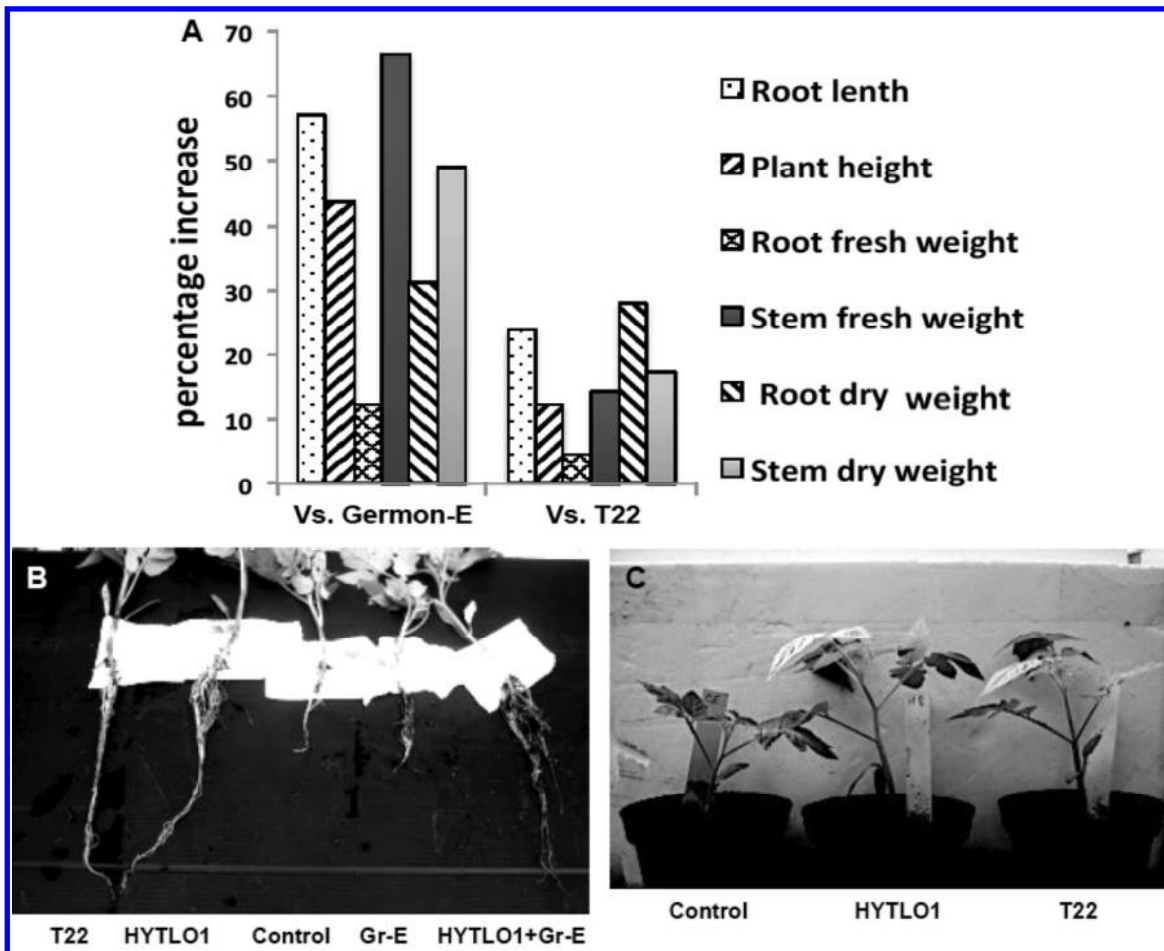 A
percentage increase
70
60
50
40
30
20
10
0
Vs. Germon-E Vs. T22
Root lenth
Plant height
Root fresh weight
Stem fresh weight
Root dry weight
Stem dry weight
B
T22 HYTLO1 Control Gr-E HYTLO1+Gr-E
C
Control HYTLO1 T22